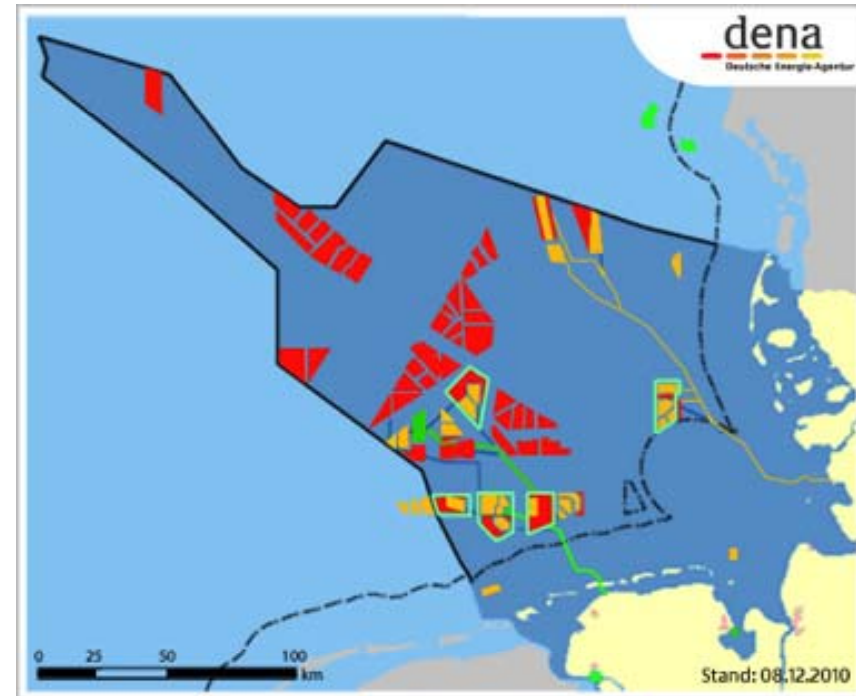 dena
Deutsche Energie-Agentur
0 25 50 100
km
Stand: 08.12.2010